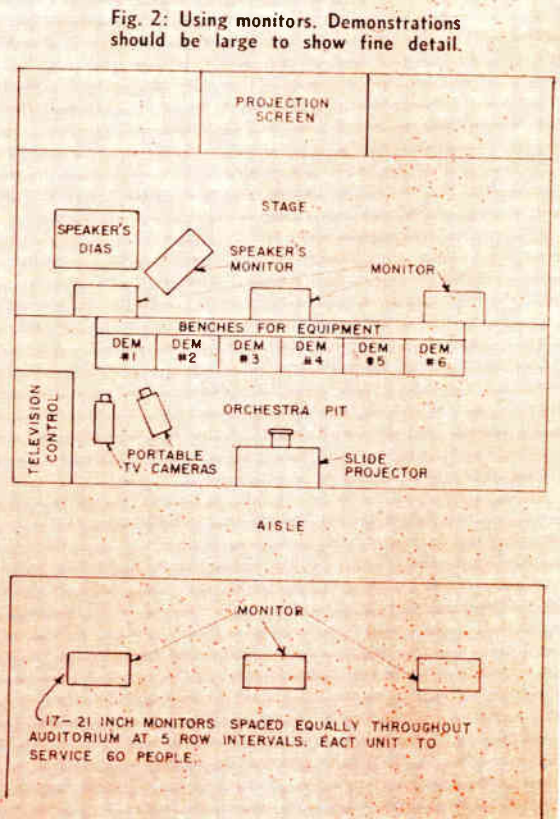 Fig. 2: Using monitors. Demonstrations
should be large to show fine detail.
PROJECTION
SCREEN
STAGE
SPEAKER'S
DIAS
SPEAKER'S
MONITOR
MONITOR
BENCHES FOR EQUIPMENT
DEM
#1
DEM
#2
DEM
#3
DEM
#4
DEM
#5
DEM
#6
TELEVISION
CONTROL
PORTABLE
TV CAMERAS
ORCHESTRA PIT
SLIDE
PROJECTOR
AISLE
MONITOR
17-21 INCH MONITORS SPACED EQUALLY THROUGHOUT
AUDITORIUM AT 5 ROW INTERVALS. EACT UNIT TO
SERVICE 60 PEOPLE.